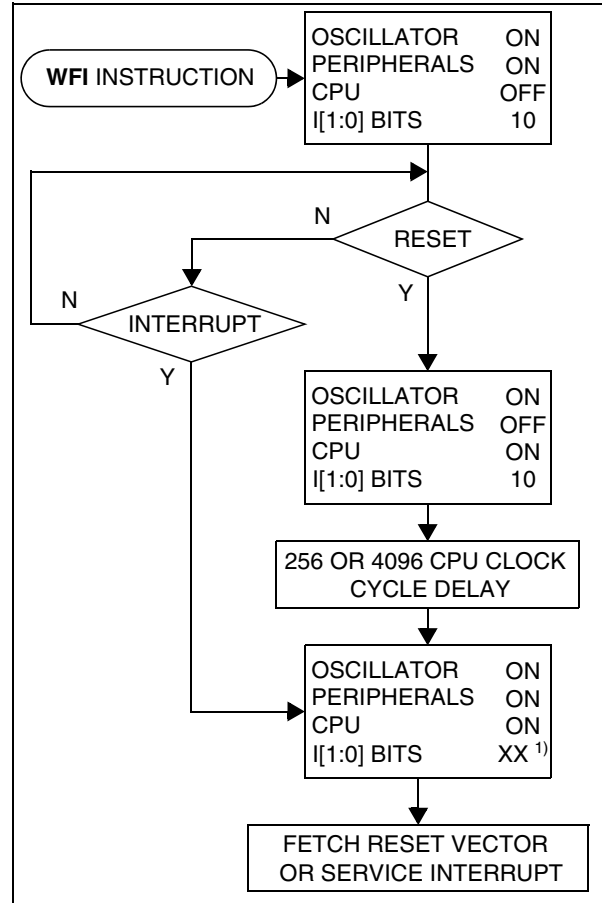 WFI INSTRUCTION
OSCILLATOR ON
PERIPHERALS ON
CPU OFF
I[1:0] BITS 10
N
RESET
Y
N
INTERRUPT
Y
OSCILLATOR ON
PERIPHERALS OFF
CPU ON
I[1:0] BITS 10
256 OR 4096 CPU CLOCK
CYCLE DELAY
OSCILLATOR ON
PERIPHERALS ON
CPU ON
I[1:0] BITS XX 1)
FETCH RESET VECTOR
OR SERVICE INTERRUPT